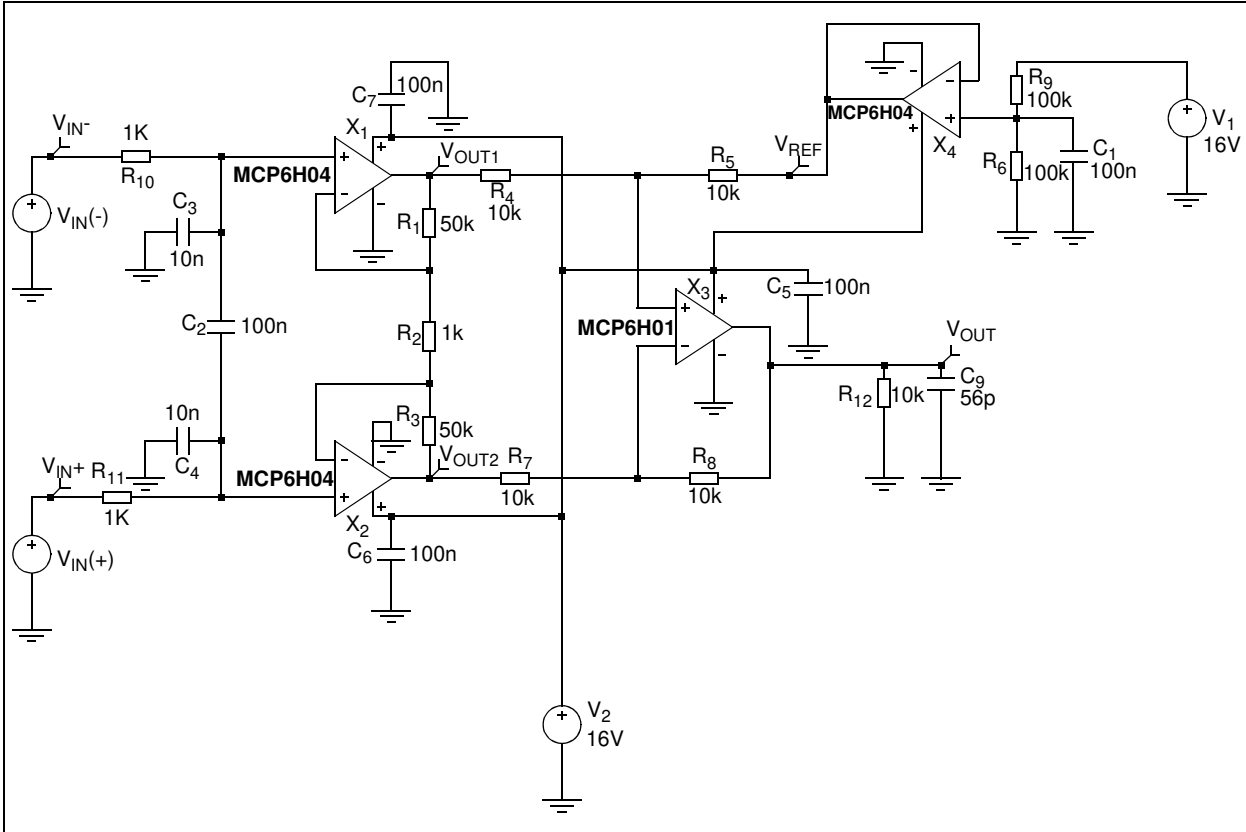 VIN-
1K
R10
VIN(-)
C3
10n
C2
100n
10n
C4
VIN+
R11
1K
VIN(+)
C7
100n
X1
+
MCP6H04
+
-
-
VOUT1
R1
50k
R2
1k
R3
50k
MCP6H04
-
+
-
+
X2
VOUT2
C6
100n
R4
10k
R5
10k
VREF
R7
10k
R8
10k
X3
+
MCP6H01
+
-
-
C5
100n
VOUT
R12
10k
C9
56p
-
-
MCP6H04
+
+
X4
R9
100k
R6
100k
C1
100n
V1
16V
+
V2
16V
+
+
+